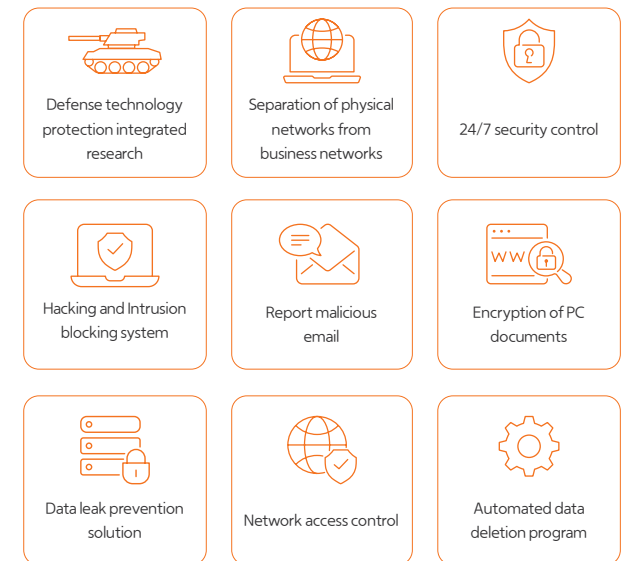 Defense technology
protection integrated
research
Separation of physical
networks from
business networks
24/7 security control
Hacking and Intrusion
blocking system
Report malicious
email
WW
Encryption of PC
documents
Data leak prevention
solution
Network access control
Automated data
deletion program